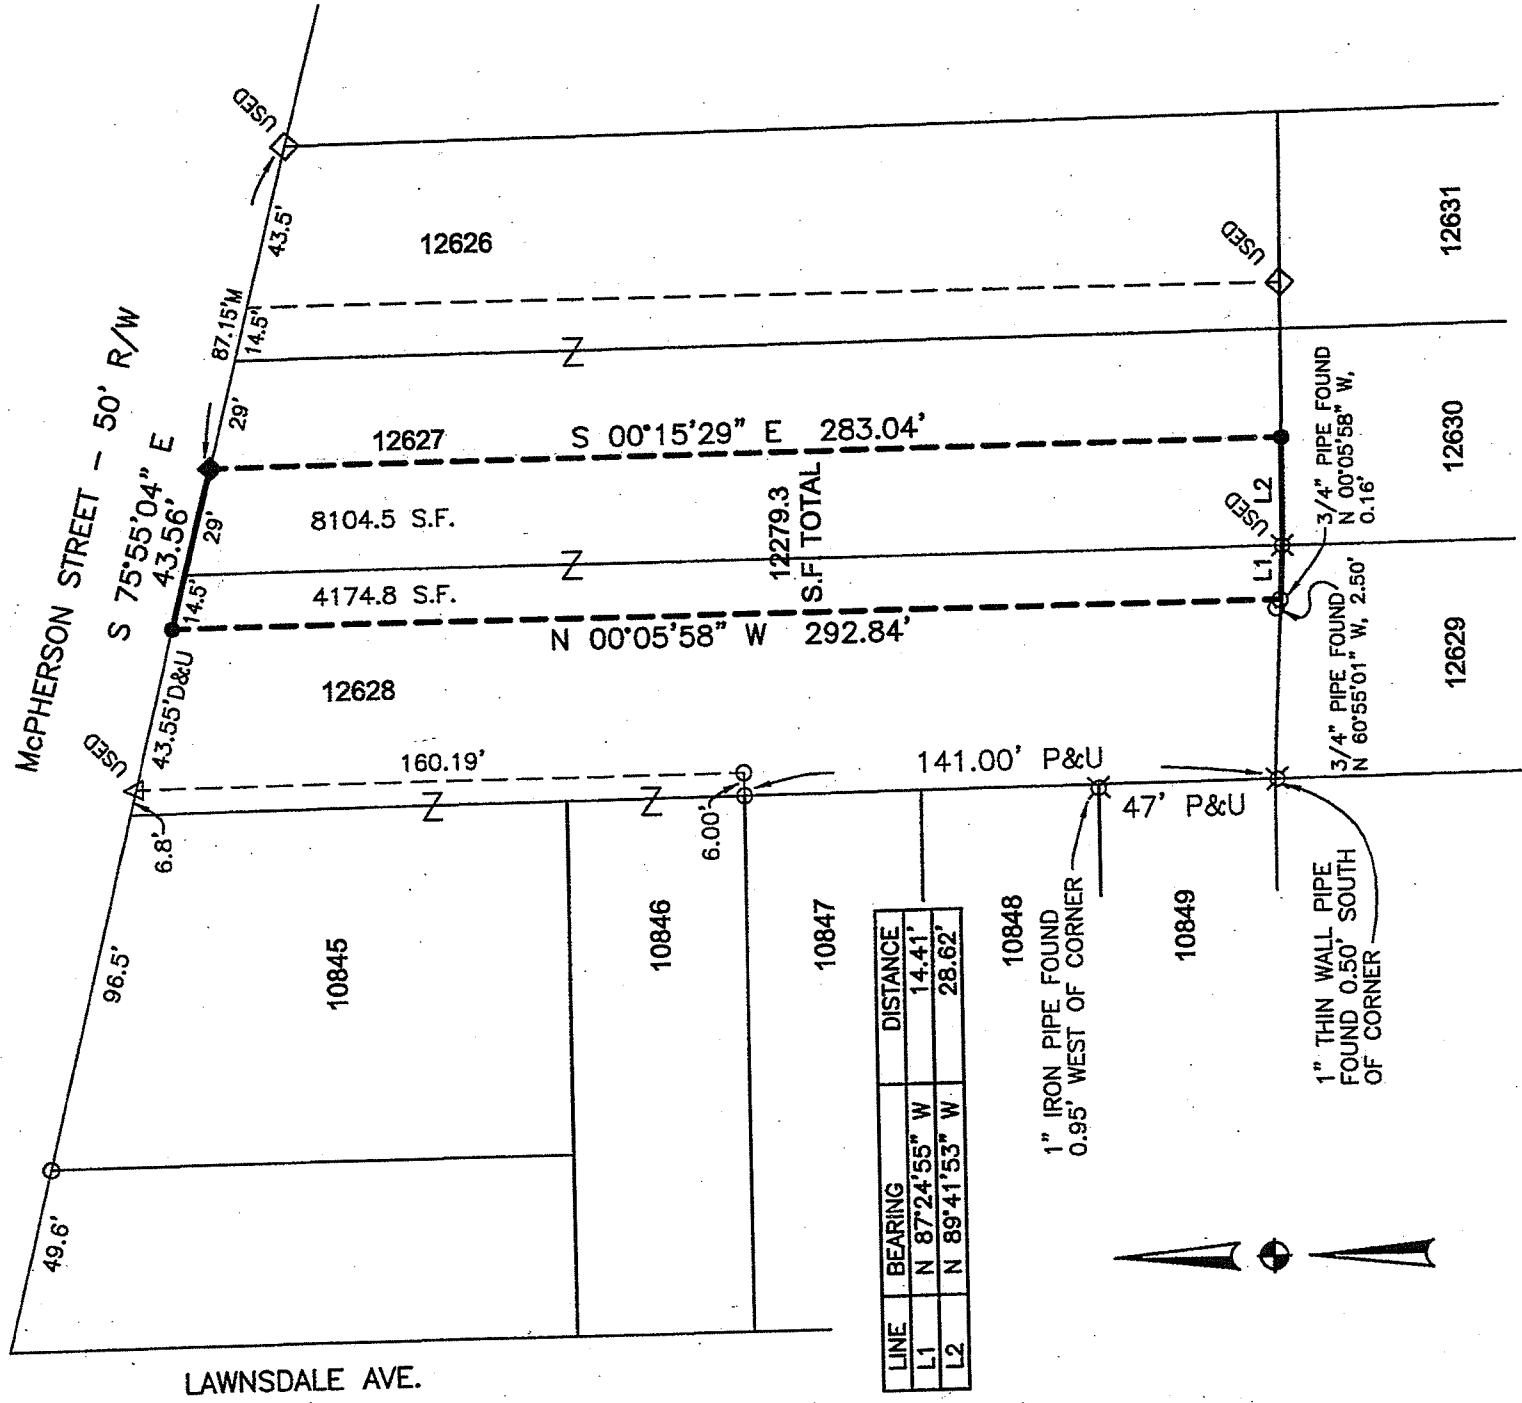 McPHERSON STREET – 50' R/W
S 75°55'04" E
43.56'
USED
43.5'
87.15'M
14.5'
29'
29'
14.5'
43.55'D&U
USED
6.8'
96.5'
49.6'
12626
12627
S 00°15'29" E 283.04'
8104.5 S.F.
12279.3
S.F. TOTAL
4174.8 S.F.
N 00°05'58" W 292.84'
12628
160.19'
141.00' P&U
47' P&U
6.00'
Z
Z
Z
Z
USED
12631
12630
12629
L2
USED
L1
3/4" PIPE FOUND
N 00°05'58" W,
0.16'
3/4" PIPE FOUND
N 60°55'01" W, 2.50'
10845
10846
10847
10848
10849
1" IRON PIPE FOUND
0.95' WEST OF CORNER
1" THIN WALL PIPE
FOUND 0.50' SOUTH
OF CORNER
LINE BEARING DISTANCE
L1 N 87°24'55" W 14.41'
L2 N 89°41'53" W 28.62'
LAWNSDALE AVE.